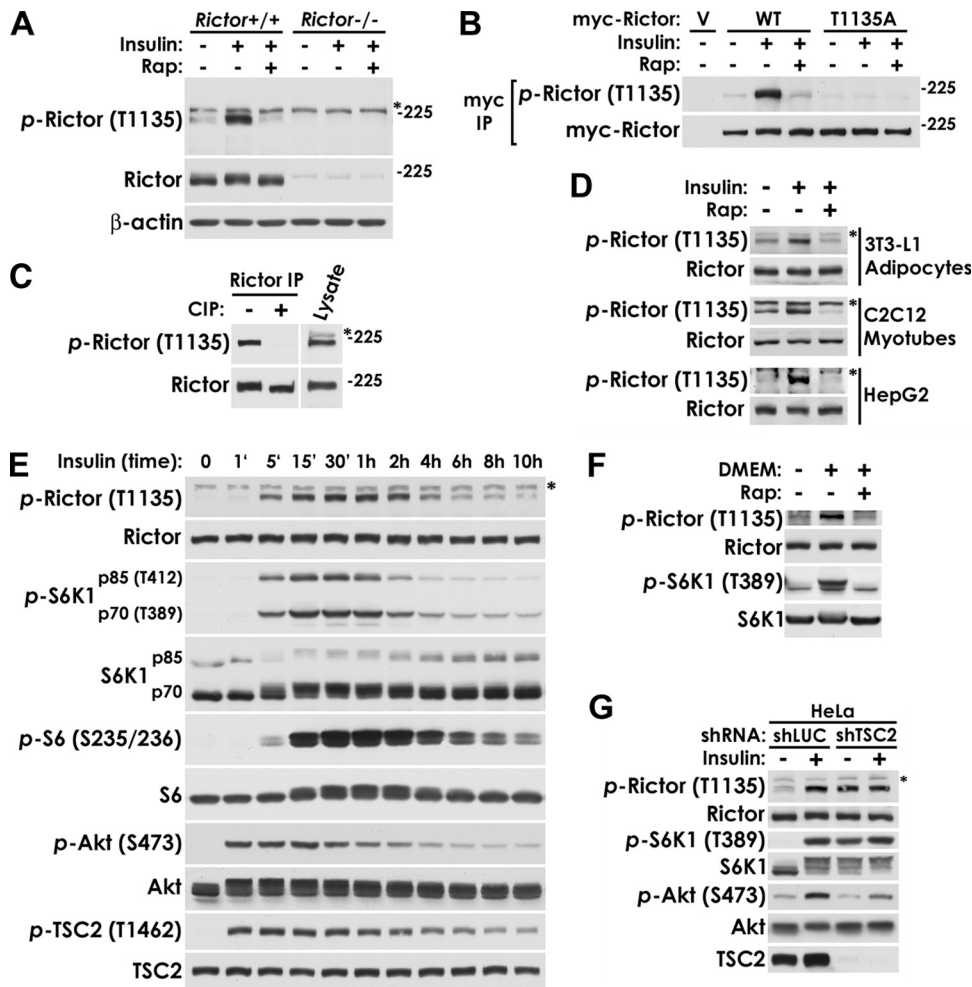 A
Rictor+/+ Rictor-/-
Insulin: - + + - + +
Rap: - - + - - +
p-Rictor (T1135) * -225
Rictor -225
β-actin
B
myc-Rictor: V WT T1135A
Insulin: - - + + - + +
Rap: - - - + - - +
myc IP
p-Rictor (T1135) -225
myc-Rictor -225
C
Rictor IP Lysate
CIP: - +
p-Rictor (T1135) * -225
Rictor -225
D
Insulin: - + +
Rap: - - +
p-Rictor (T1135) *
Rictor
3T3-L1
Adipocytes
p-Rictor (T1135) *
Rictor
C2C12
Myotubes
p-Rictor (T1135) *
Rictor
HepG2
E
Insulin (time): 0 1‘ 5‘ 15’ 30’ 1h 2h 4h 6h 8h 10h
p-Rictor (T1135) *
Rictor
p-S6K1 p85 (T412)
p70 (T389)
S6K1 p85
p70
p-S6 (S235/236)
S6
p-Akt (S473)
Akt
p-TSC2 (T1462)
TSC2
F
DMEM: - + +
Rap: - - +
p-Rictor (T1135)
Rictor
p-S6K1 (T389)
S6K1
G
HeLa
shRNA: shLUC shTSC2
Insulin: - + - +
p-Rictor (T1135) *
Rictor
p-S6K1 (T389)
S6K1
p-Akt (S473)
Akt
TSC2